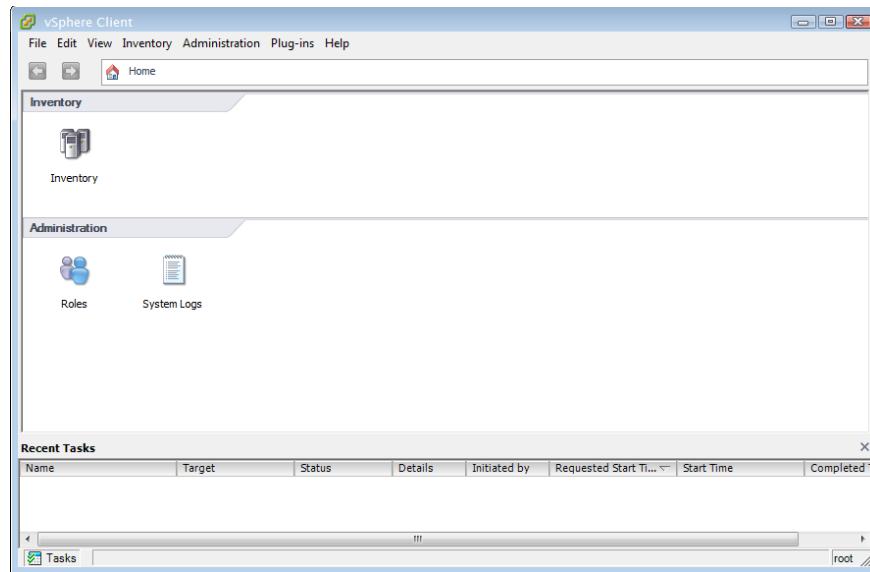 vSphere Client
File Edit View Inventory Administration Plug-ins Help
Home
Inventory
Inventory
Administration
Roles System Logs
Recent Tasks
Name Target Status Details Initiated by Requested Start Ti... Start Time Completed
Tasks root